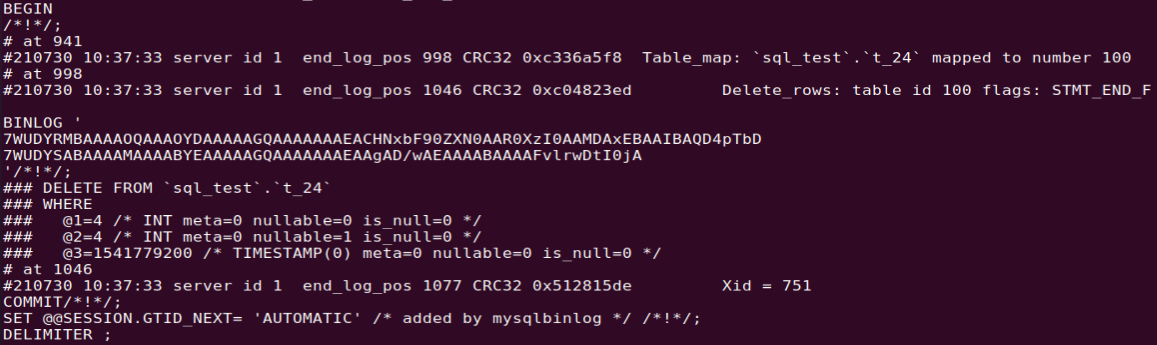 BEGIN
/*!*/;
# at 941
#210730 10:37:33 server id 1  end_log_pos 998 CRC32 0xc336a5f8  Table_map: `sql_test`.`t_24` mapped to number 100
# at 998
#210730 10:37:33 server id 1  end_log_pos 1046 CRC32 0xc04823ed  Delete_rows: table id 100 flags: STMT_END_F
BINLOG '
7WUDYRMBAAAAOQAAAOYDAAAAAGQAAAAAAAEACHNxbF90ZXN0AAR0XzI0AAMDAxEBAAIBAQD4pTbD
7WUDYSABAAAAMAAAABYEAAAAAGQAAAAAAAEAAgAD/wAEAAAABAAAAFvlrwDtI0jA
'/*!*/;
### DELETE FROM `sql_test`.`t_24`
### WHERE
###   @1=4 /* INT meta=0 nullable=0 is_null=0 */
###   @2=4 /* INT meta=0 nullable=1 is_null=0 */
###   @3=1541779200 /* TIMESTAMP(0) meta=0 nullable=0 is_null=0 */
# at 1046
#210730 10:37:33 server id 1  end_log_pos 1077 CRC32 0x512815de  Xid = 751
COMMIT/*!*/;
SET @@SESSION.GTID_NEXT= 'AUTOMATIC' /* added by mysqlbinlog */ /*!*/;
DELIMITER ;